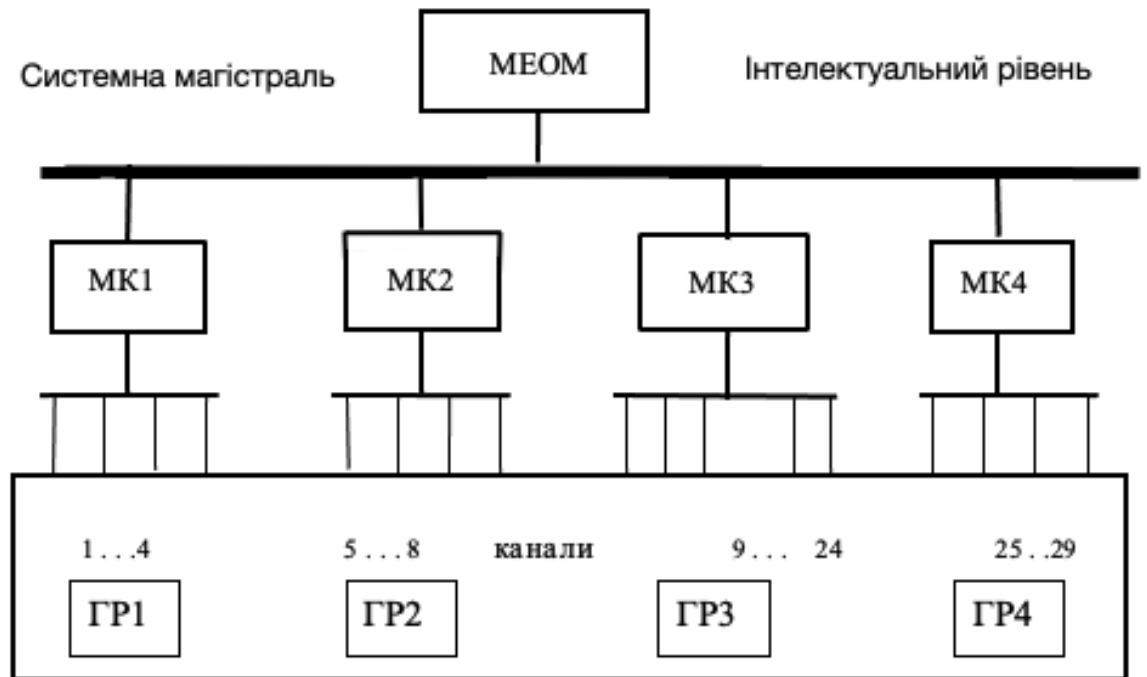 МЕОМ
Системна магістраль
Інтелектуальний рівень
МК1
МК2
МК3
МК4
1...4
5...8
канали
9... 24
25..29
ГР1
ГР2
ГР3
ГР4